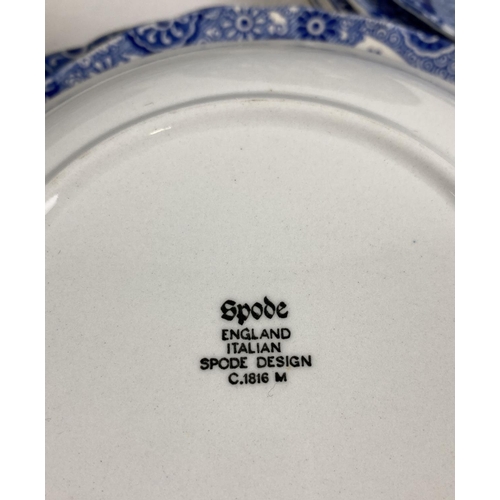 Spode
ENGLAND
ITALIAN
SPODE DESIGN
C.1816 M